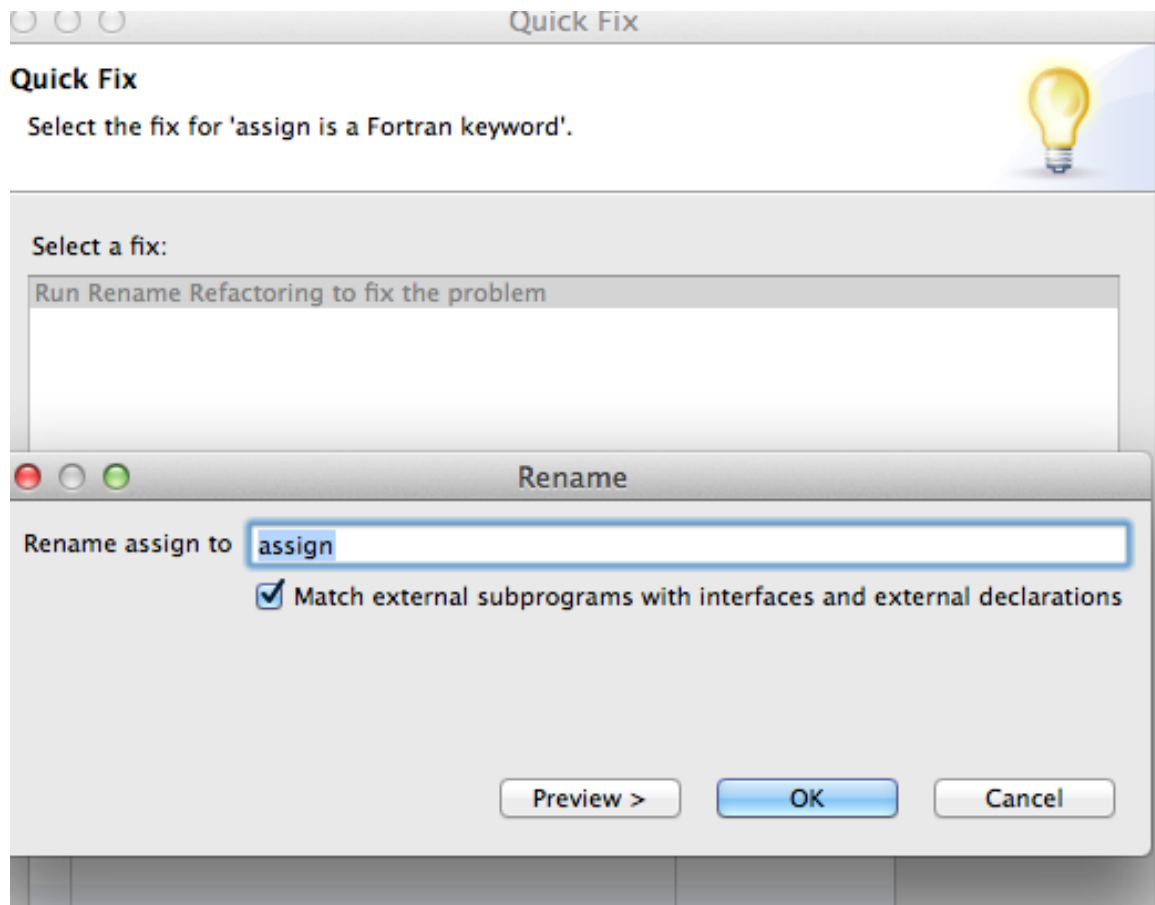 Quick Fix
Quick Fix
Select the fix for 'assign is a Fortran keyword'.
Select a fix:
Run Rename Refactoring to fix the problem
Rename
Rename assign to assign
Match external subprograms with interfaces and external declarations
Preview > OK Cancel